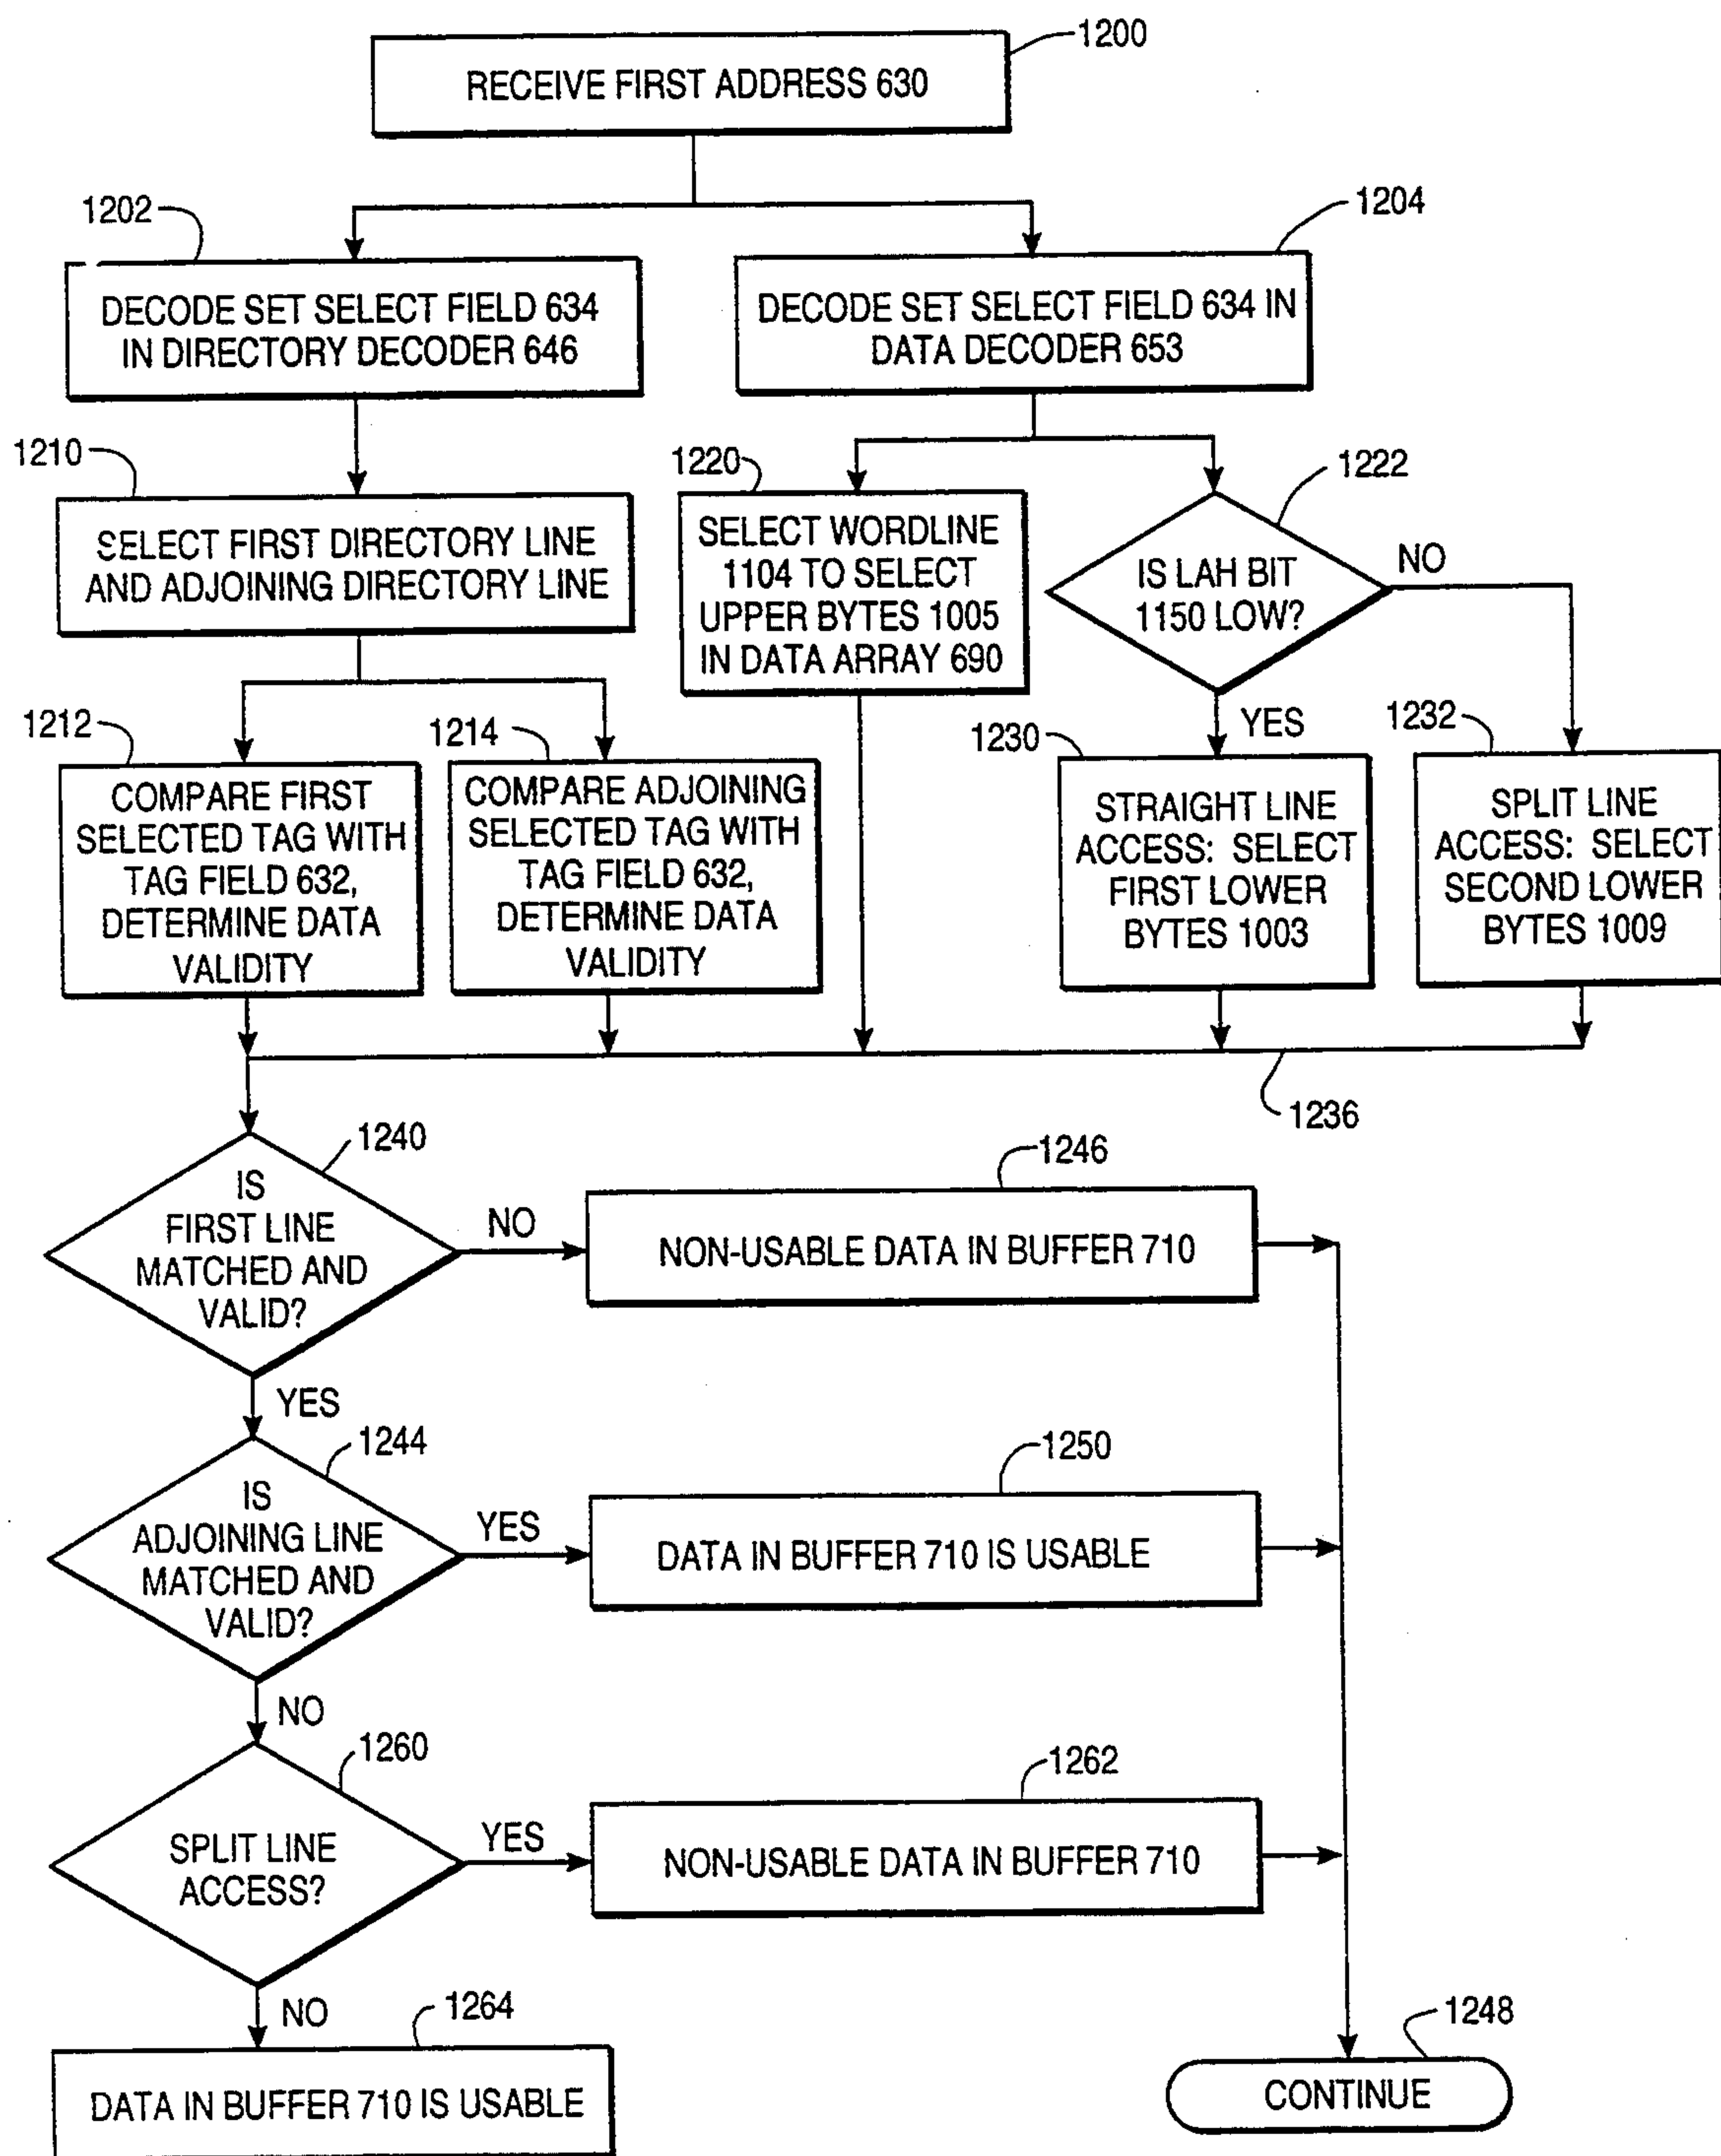 1200
RECEIVE FIRST ADDRESS 630
1202
1204
DECODE SET SELECT FIELD 634
IN DIRECTORY DECODER 646
DECODE SET SELECT FIELD 634 IN
DATA DECODER 653
1210
1220
1222
SELECT FIRST DIRECTORY LINE
AND ADJOINING DIRECTORY LINE
SELECT WORDLINE
1104 TO SELECT
UPPER BYTES 1005
IN DATA ARRAY 690
IS LAH BIT
1150 LOW?
NO
YES
1212
1214
1230
1232
COMPARE FIRST
SELECTED TAG WITH
TAG FIELD 632,
DETERMINE DATA
VALIDITY
COMPARE ADJOINING
SELECTED TAG WITH
TAG FIELD 632,
DETERMINE DATA
VALIDITY
STRAIGHT LINE
ACCESS: SELECT
FIRST LOWER
BYTES 1003
SPLIT LINE
ACCESS: SELECT
SECOND LOWER
BYTES 1009
1236
1240
IS
FIRST LINE
MATCHED AND
VALID?
NO
1246
NON-USABLE DATA IN BUFFER 710
YES
1244
IS
ADJOINING LINE
MATCHED AND
VALID?
YES
1250
DATA IN BUFFER 710 IS USABLE
NO
1260
SPLIT LINE
ACCESS?
YES
1262
NON-USABLE DATA IN BUFFER 710
NO
1264
DATA IN BUFFER 710 IS USABLE
1248
CONTINUE